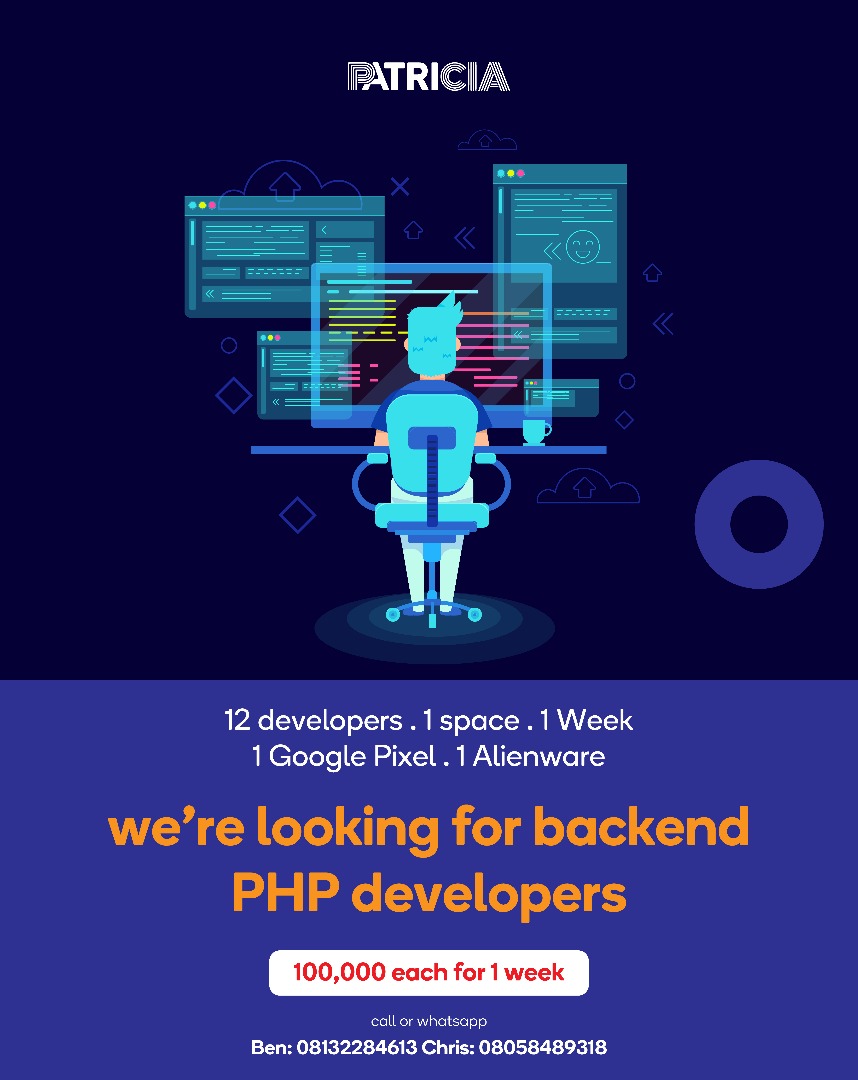 PATRICIA
12 developers . 1 space . 1 Week
1 Google Pixel . 1 Alienware
we’re looking for backend
PHP developers
100,000 each for 1 week
call or whatsapp
Ben: 08132284613 Chris: 08058489318